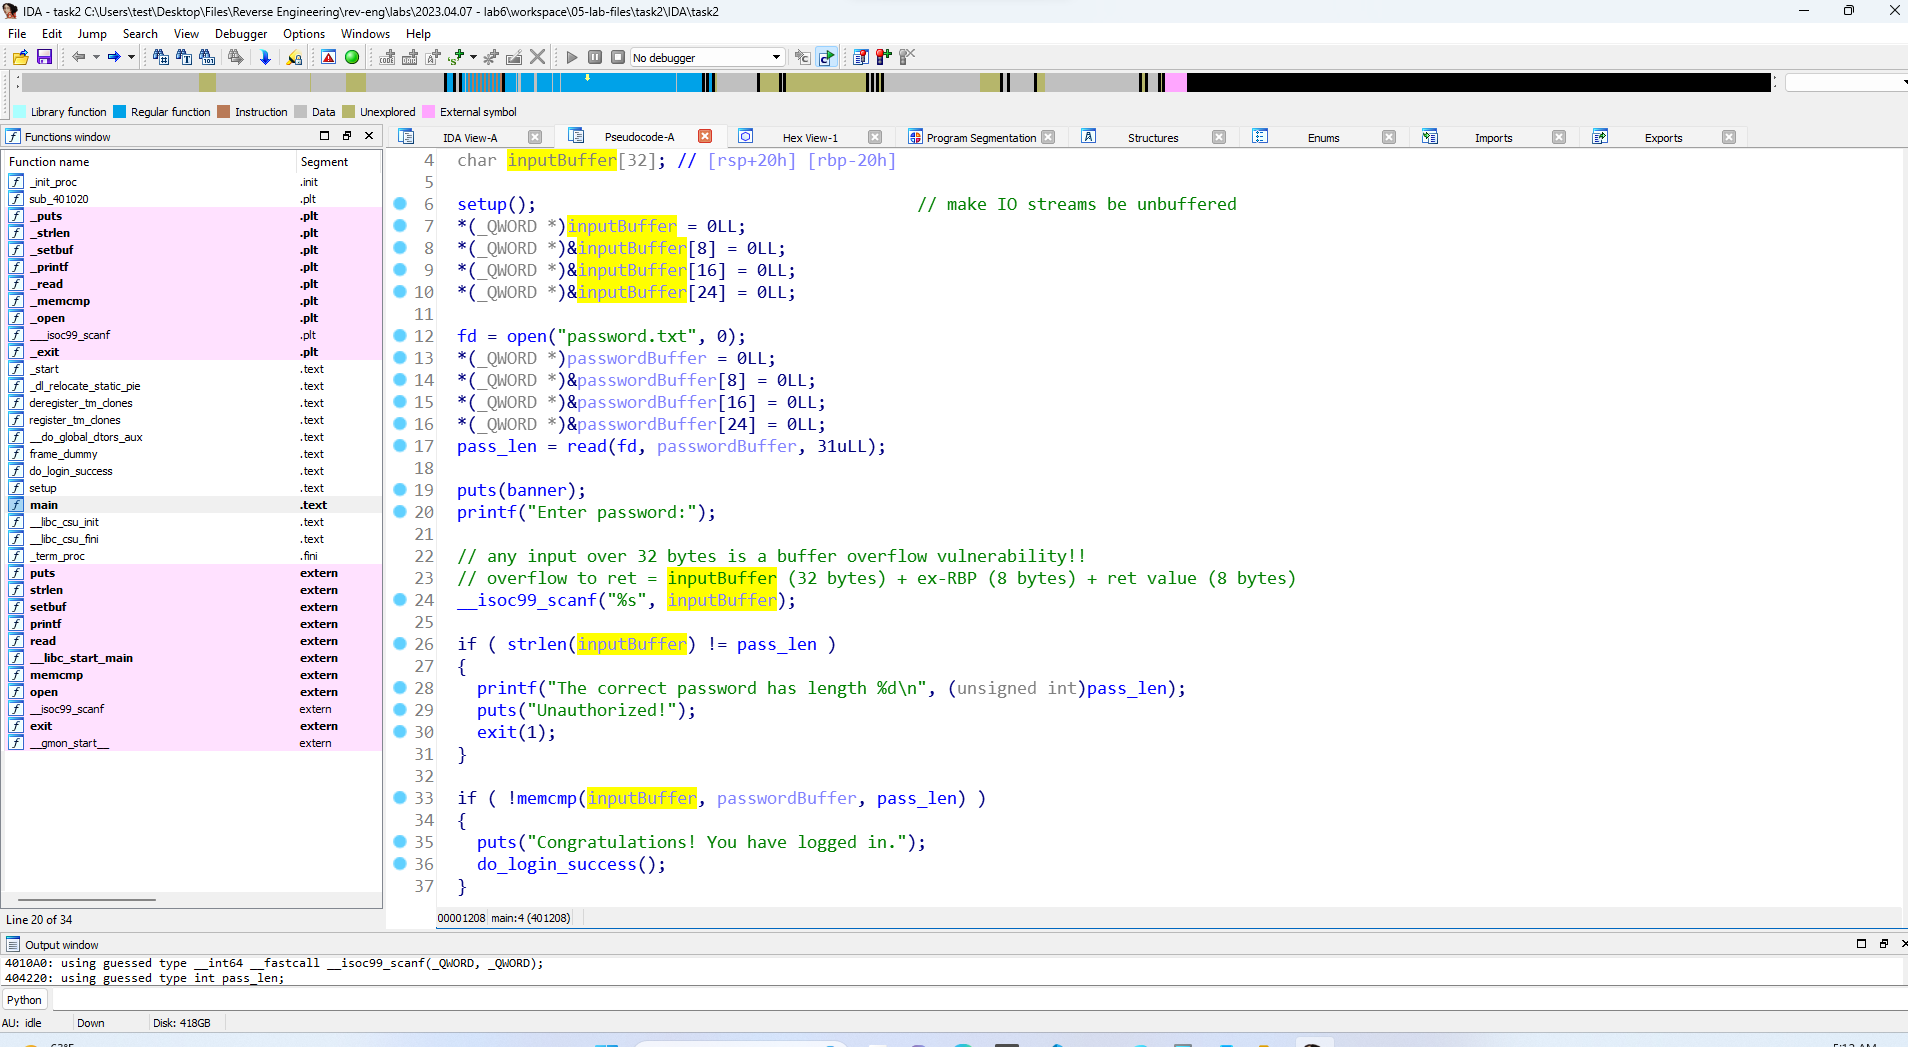 IDA - task2 C:\Users\test\Desktop\Files\Reverse Engineering\rev-eng\labs\2023.04.07 - lab6\workspace\05-lab-files\task2\IDA\task2
File Edit Jump Search View Debugger Options Windows Help
No debugger
Library function Regular function Instruction Data Unexplored External symbol
Functions window
IDA View-A Pseudocode-A Hex View-1 Program Segmentation Structures Enums Imports Exports
Function name Segment
_init_proc .init
sub_401020 .plt
_puts .plt
_strlen .plt
_setbuf .plt
_printf .plt
_read .plt
_memcmp .plt
_open .plt
___isoc99_scanf .plt
_exit .plt
_start .text
_dl_relocate_static_pie .text
deregister_tm_clones .text
register_tm_clones .text
__do_global_dtors_aux .text
frame_dummy .text
do_login_success .text
setup .text
main .text
__libc_csu_init .text
__libc_csu_fini .text
_term_proc .fini
puts extern
strlen extern
setbuf extern
printf extern
read extern
__libc_start_main extern
memcmp extern
open extern
__isoc99_scanf extern
exit extern
__gmon_start__ extern
Line 20 of 34
4 char inputBuffer[32]; // [rsp+20h] [rbp-20h]
5
6 setup(); // make IO streams be unbuffered
7 *(_QWORD *)inputBuffer = 0LL;
8 *(_QWORD *)&inputBuffer[8] = 0LL;
9 *(_QWORD *)&inputBuffer[16] = 0LL;
10 *(_QWORD *)&inputBuffer[24] = 0LL;
11
12 fd = open("password.txt", 0);
13 *(_QWORD *)passwordBuffer = 0LL;
14 *(_QWORD *)&passwordBuffer[8] = 0LL;
15 *(_QWORD *)&passwordBuffer[16] = 0LL;
16 *(_QWORD *)&passwordBuffer[24] = 0LL;
17 pass_len = read(fd, passwordBuffer, 31uLL);
18
19 puts(banner);
20 printf("Enter password:");
21
22 // any input over 32 bytes is a buffer overflow vulnerability!!
23 // overflow to ret = inputBuffer (32 bytes) + ex-RBP (8 bytes) + ret value (8 bytes)
24 __isoc99_scanf("%s", inputBuffer);
25
26 if ( strlen(inputBuffer) != pass_len )
27 {
28 printf("The correct password has length %d\n", (unsigned int)pass_len);
29 puts("Unauthorized!");
30 exit(1);
31 }
32
33 if ( !memcmp(inputBuffer, passwordBuffer, pass_len) )
34 {
35 puts("Congratulations! You have logged in.");
36 do_login_success();
37 }
00001208 main:4 (401208)
Output window
4010A0: using guessed type __int64 __fastcall __isoc99_scanf(_QWORD, _QWORD);
404220: using guessed type int pass_len;
Python
AU: idle Down Disk: 418GB